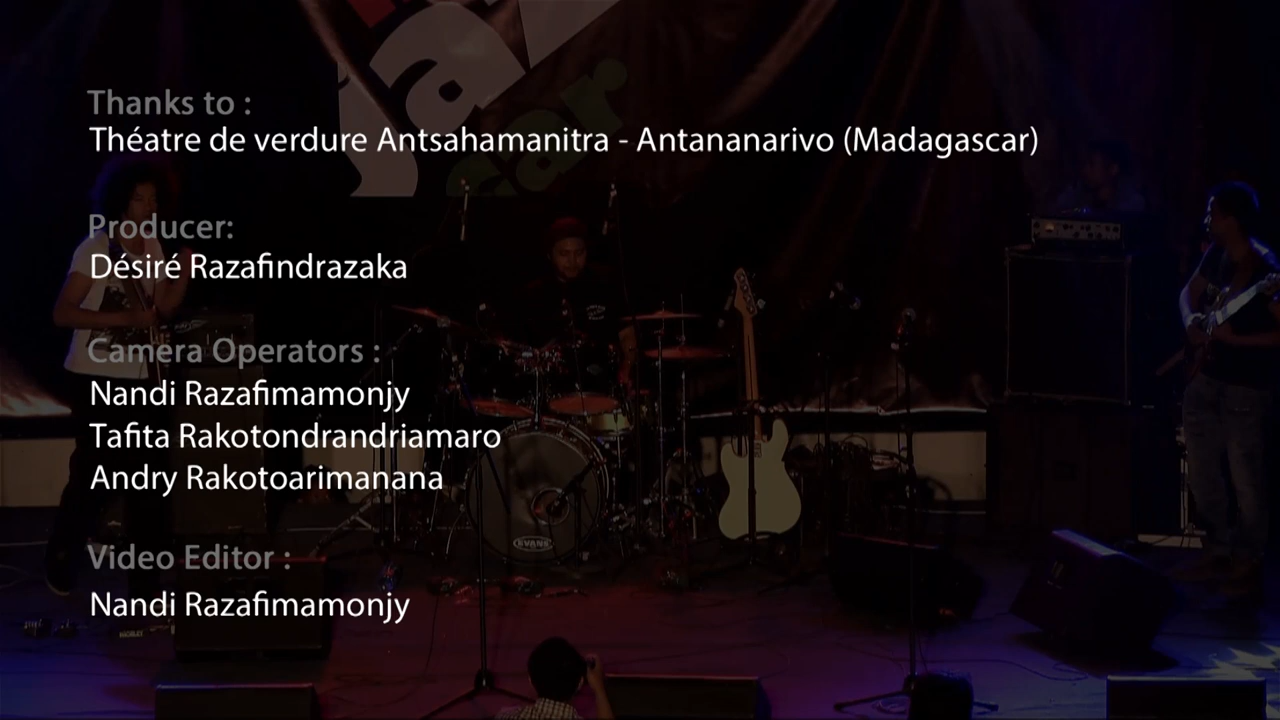 Thanks to :
Théatre de verdure Antsahamanitra - Antananarivo (Madagascar)
Producer:
Désiré Razafindrazaka
Camera Operators :
Nandi Razafimamonjy
Tafita Rakotondrandriamaro
Andry Rakotoarimanana
Video Editor :
Nandi Razafimamonjy
EVANS